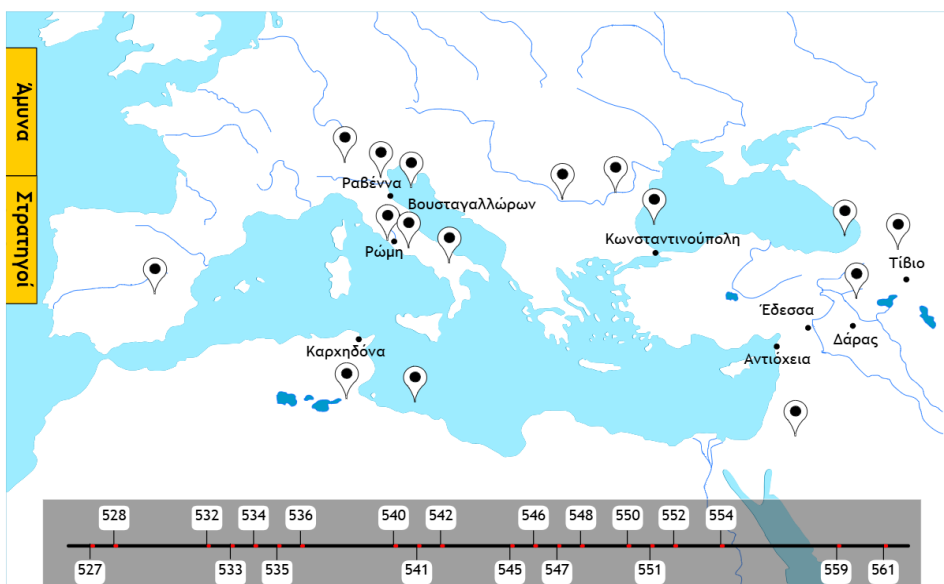 Άμυνα
Στρατηγοί
Ραβέννα
Βουσταγαλλώρων
Ρώμη
Κωνσταντινούπολη
Τίβιο
Έδεσσα
Δάρας
Αντιόχεια
Καρχηδόνα
528 532 534 536 540 542 546 548 550 552 554
527 533 535 541 545 547 551 559 561